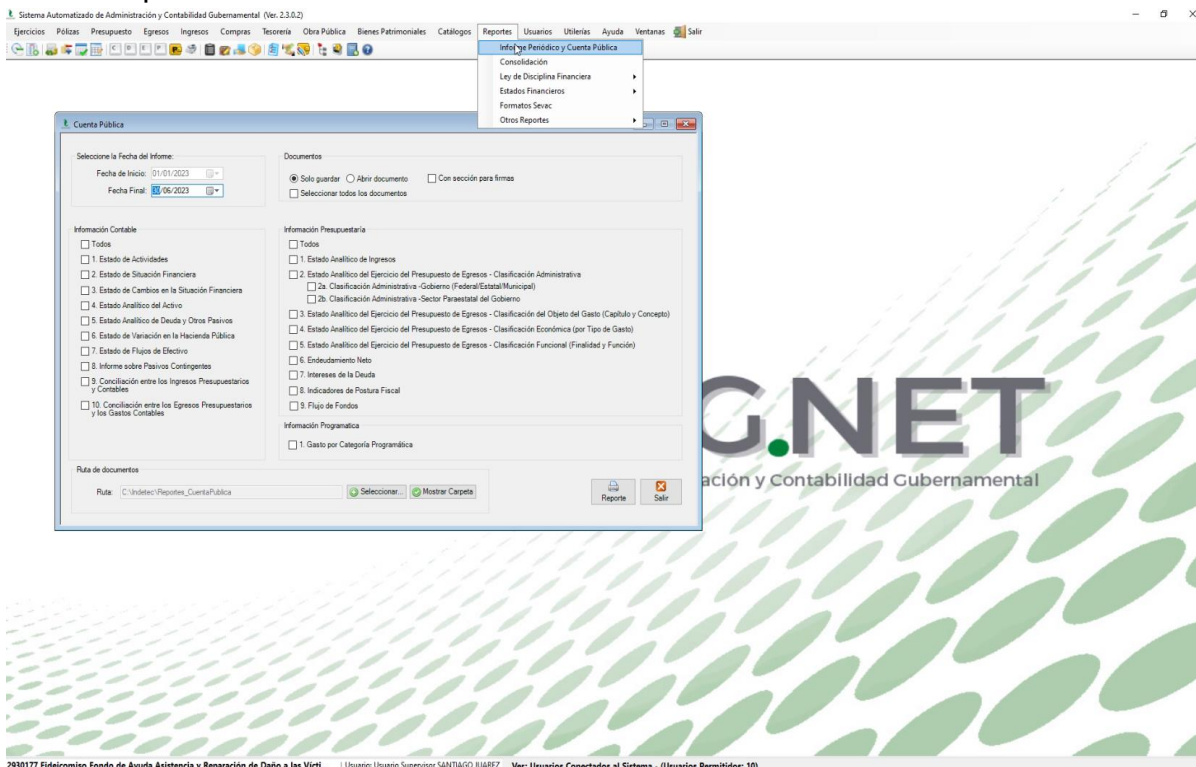 Sistema Automatizado de Administración y Contabilidad Gubernamental (Ver. 2.3.0.2)
Ejercicios Pólizas Presupuesto Egresos Ingresos Compras Tesorería Obra Pública Bienes Patrimoniales Catálogos Reportes Usuarios Utilerías Ayuda Ventanas Salir
Informe Periódico y Cuenta Pública
Consolidación
Ley de Disciplina Financiera
Estados Financieros
Formatos Sevac
Otros Reportes
Cuenta Pública
Seleccione la Fecha del Informe:
Fecha de Inicio: 01/01/2023
Fecha Final: 30/06/2023
Documentos
Solo guardar Abrir documento Con sección para firmas
Seleccionar todos los documentos
Información Contable
Todos
1. Estado de Actividades
2. Estado de Situación Financiera
3. Estado de Cambios en la Situación Financiera
4. Estado Analítico del Activo
5. Estado Analítico de Deuda y Otros Pasivos
6. Estado de Variación en la Hacienda Pública
7. Estado de Flujos de Efectivo
8. Informe sobre Pasivos Contingentes
9. Conciliación entre los Ingresos Presupuestarios
y Contables
10. Conciliación entre los Egresos Presupuestarios
y los Gastos Contables
Información Presupuestaría
Todos
1. Estado Analítico de Ingresos
2. Estado Analítico del Ejercicio del Presupuesto de Egresos - Clasificación Administrativa
2a. Clasificación Administrativa -Gobierno (Federal/Estatal/Municipal)
2b. Clasificación Administrativa -Sector Paraestatal del Gobierno
3. Estado Analítico del Ejercicio del Presupuesto de Egresos - Clasificación del Objeto del Gasto (Capítulo y Concepto)
4. Estado Analítico del Ejercicio del Presupuesto de Egresos - Clasificación Económica (por Tipo de Gasto)
5. Estado Analítico del Ejercicio del Presupuesto de Egresos - Clasificación Funcional (Finalidad y Función)
6. Endeudamiento Neto
7. Intereses de la Deuda
8. Indicadores de Postura Fiscal
9. Flujo de Fondos
Información Programatica
1. Gasto por Categoría Programática
Ruta de documentos
Ruta: C:\Indetec\Reportes_CuentaPublica Seleccionar... Mostrar Carpeta
Reporte Salir
G.NET
ación y Contabilidad Gubernamental
2930177 Fideicomiso Fondo de Ayuda Asistencia y Reparación de Daño a las Vícti Usuario: Usuario Supervisor SANTIAGO JUAREZ Ver: Usuarios Conectados al Sistema - (Usuarios Permitidos: 10)